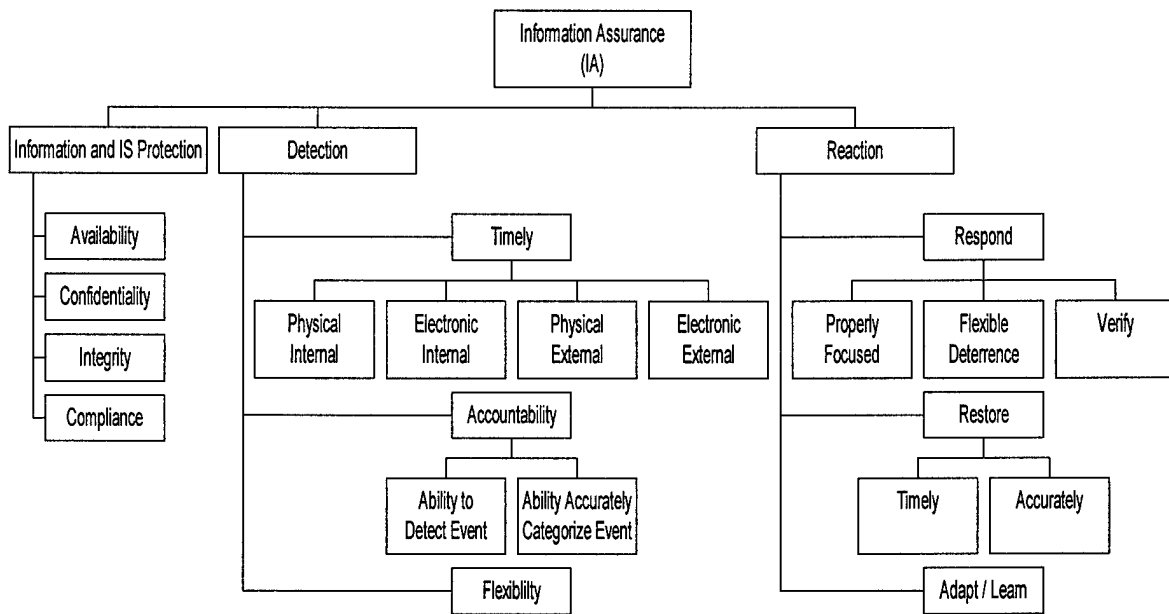 Information Assurance
(IA)
Information and IS Protection
Detection
Reaction
Availability
Confidentiality
Integrity
Compliance
Timely
Physical
Internal
Electronic
Internal
Physical
External
Electronic
External
Accountability
Ability to
Detect Event
Ability Accurately
Categorize Event
Flexiblilty
Respond
Properly
Focused
Flexible
Deterrence
Verify
Restore
Timely
Accurately
Adapt / Learn